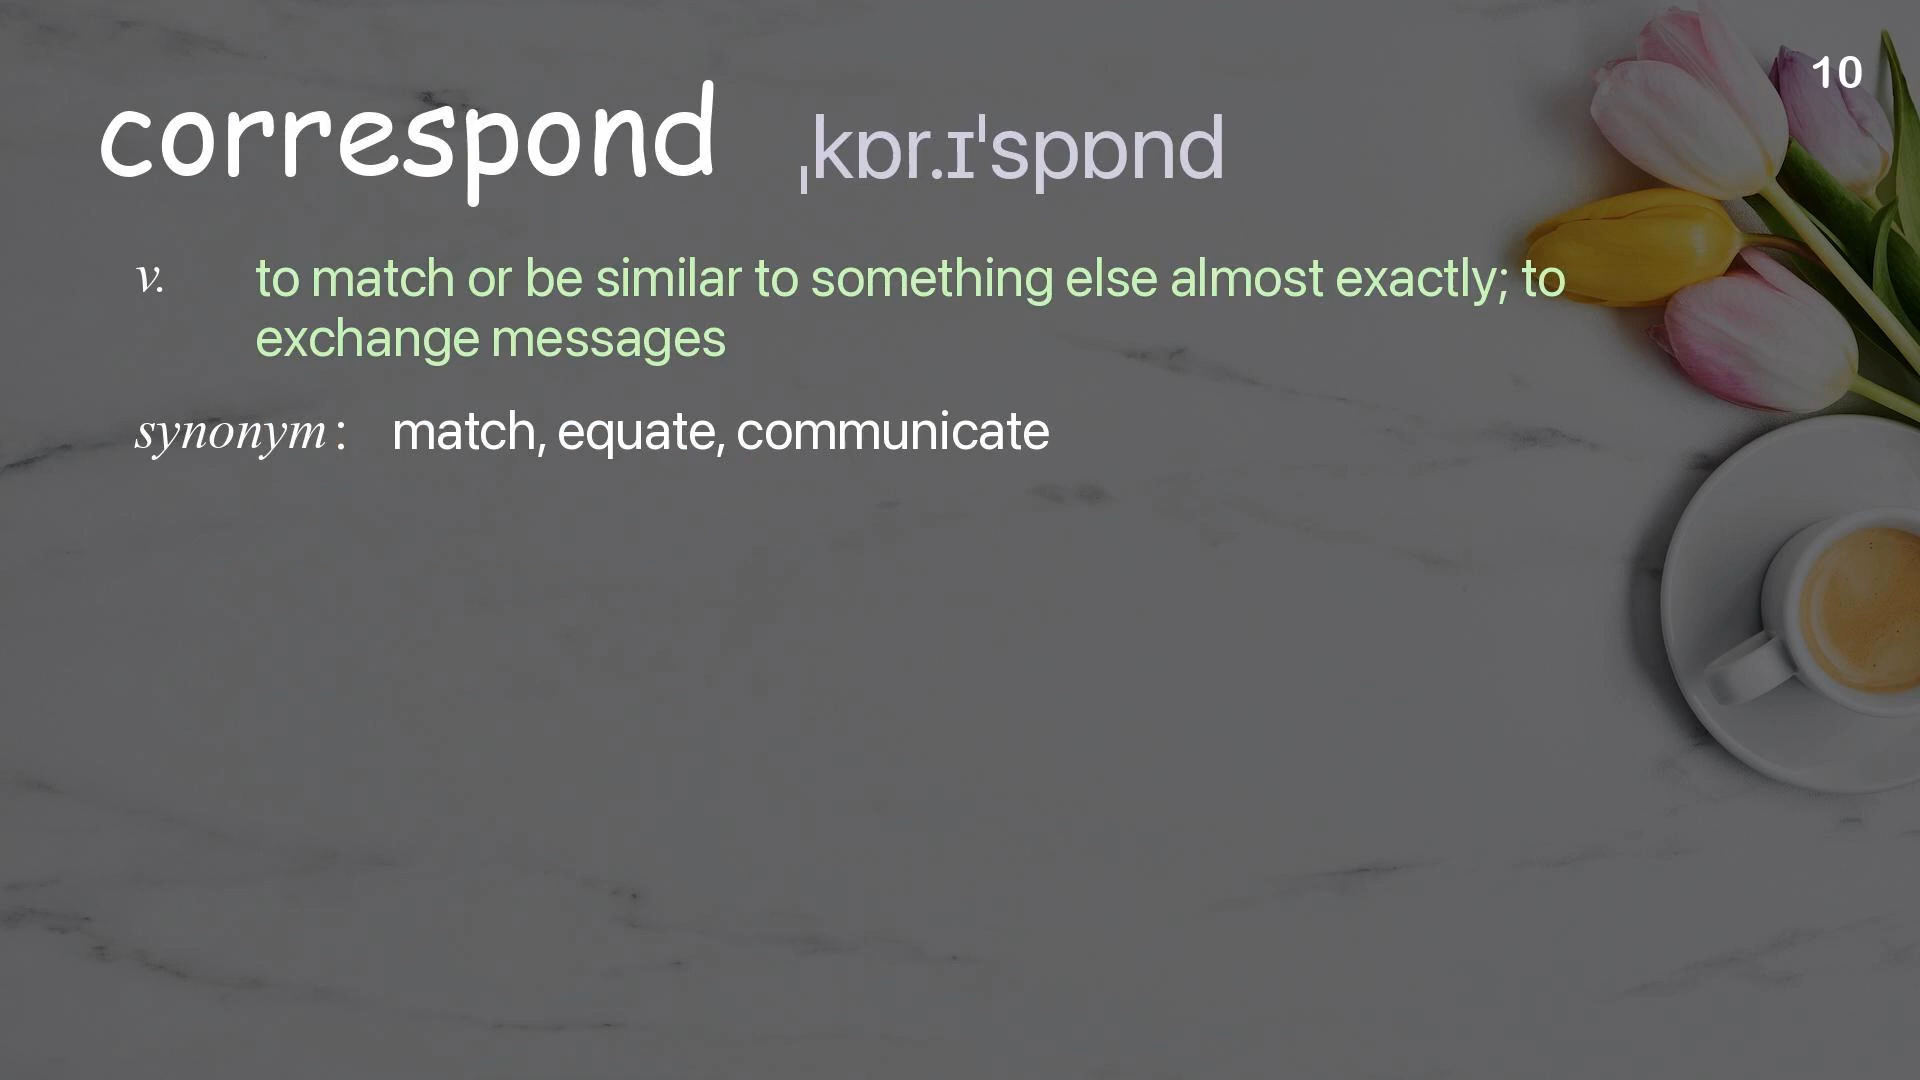 10
correspond ˌkɒr.ɪˈspɒnd
v. to match or be similar to something else almost exactly; to
exchange messages
synonym: match, equate, communicate